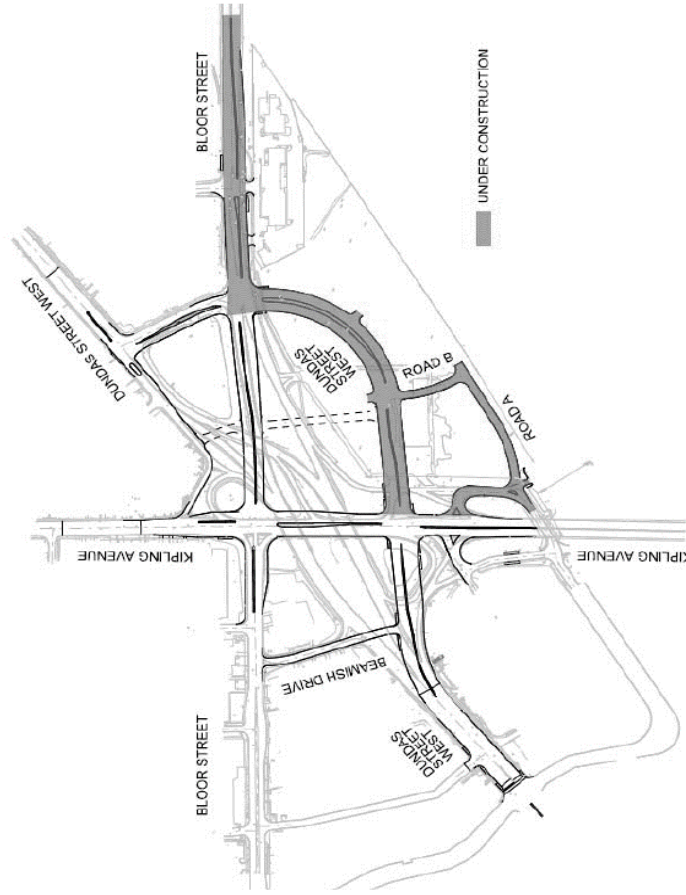 BLOOR STREET
UNDER CONSTRUCTION
DUNDAS STREET WEST
DUNDAS
STREET
WEST
ROAD B
ROAD A
KIPLING AVENUE
KIPLING AVENUE
BEAMISH DRIVE
BLOOR STREET
DUNDAS
STREET
WEST